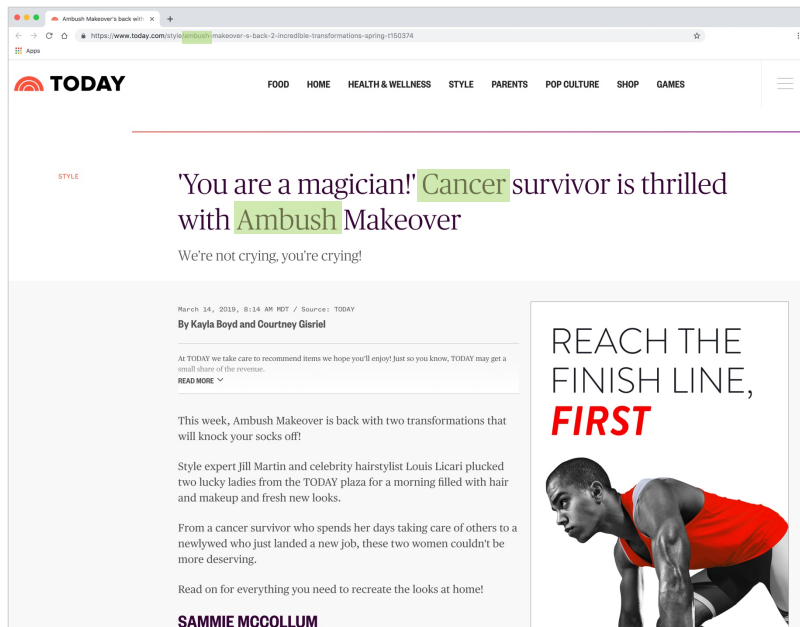 Ambush Makeover's back with
https://www.today.com/style/ambush-makeover-s-back-2-incredible-transformations-spring-t150374
Apps
TODAY
FOOD HOME HEALTH & WELLNESS STYLE PARENTS POP CULTURE SHOP GAMES
STYLE
'You are a magician!' Cancer survivor is thrilled
with Ambush Makeover
We're not crying, you're crying!
March 14, 2019, 8:14 AM MDT / Source: TODAY
By Kayla Boyd and Courtney Gisriel
At TODAY we take care to recommend items we hope you'll enjoy! Just so you know, TODAY may get a
small share of the revenue.
READ MORE
This week, Ambush Makeover is back with two transformations that
will knock your socks off!
Style expert Jill Martin and celebrity hairstylist Louis Licari plucked
two lucky ladies from the TODAY plaza for a morning filled with hair
and makeup and fresh new looks.
From a cancer survivor who spends her days taking care of others to a
newlywed who just landed a new job, these two women couldn't be
more deserving.
Read on for everything you need to recreate the looks at home!
SAMMIE MCCOLLUM
REACH THE
FINISH LINE,
FIRST